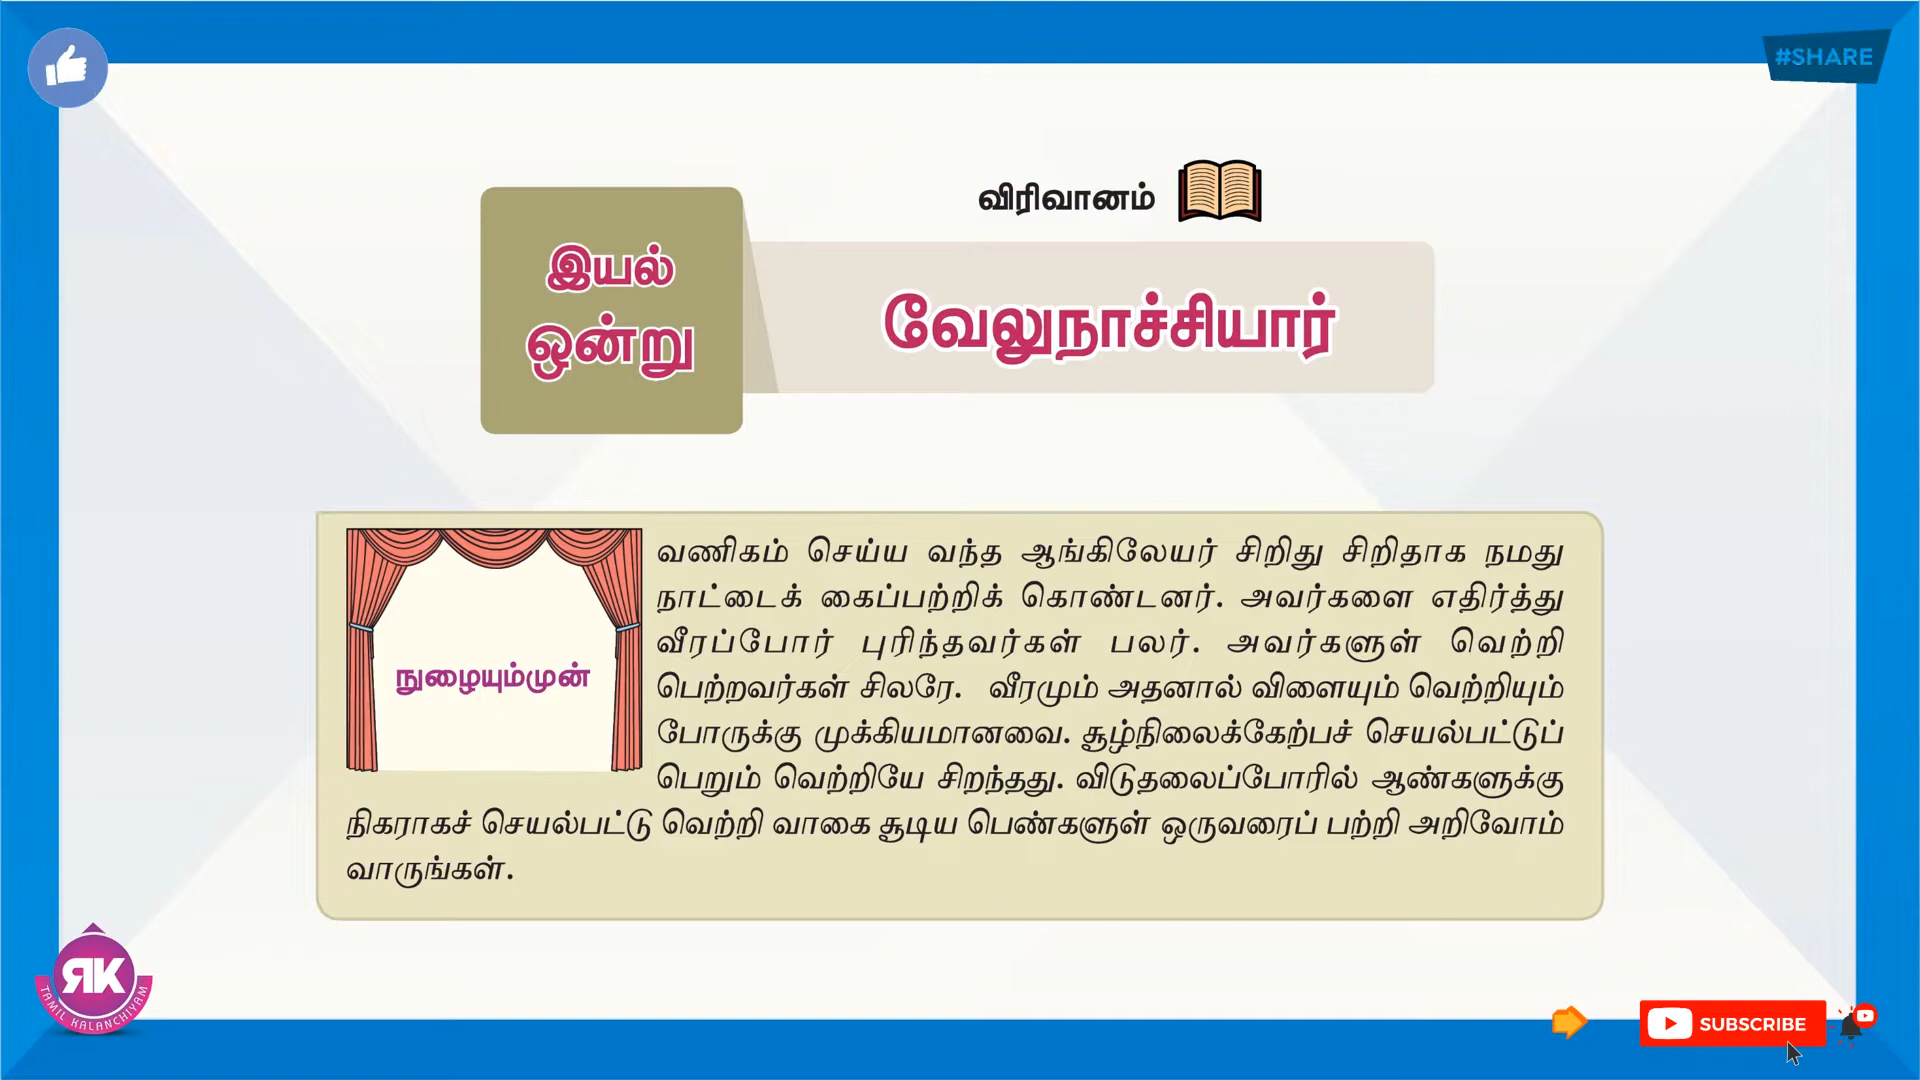 #SHARE
விரிவானம்
இயல்
ஒன்று
வேலுநாச்சியார்
நுழையும்முன்
வணிகம் செய்ய வந்த ஆங்கிலேயர் சிறிது சிறிதாக நமது
நாட்டைக் கைப்பற்றிக் கொண்டனர். அவர்களை எதிர்த்து
வீரப்போர் புரிந்தவர்கள் பலர். அவர்களுள் வெற்றி
பெற்றவர்கள் சிலரே. வீரமும் அதனால் விளையும் வெற்றியும்
போருக்கு முக்கியமானவை. சூழ்நிலைக்கேற்பச் செயல்பட்டுப்
பெறும் வெற்றியே சிறந்தது. விடுதலைப்போரில் ஆண்களுக்கு
நிகராகச் செயல்பட்டு வெற்றி வாகை சூடிய பெண்களுள் ஒருவரைப் பற்றி அறிவோம்
வாருங்கள்.
RK
TAMIL KALANCHIYAM
SUBSCRIBE